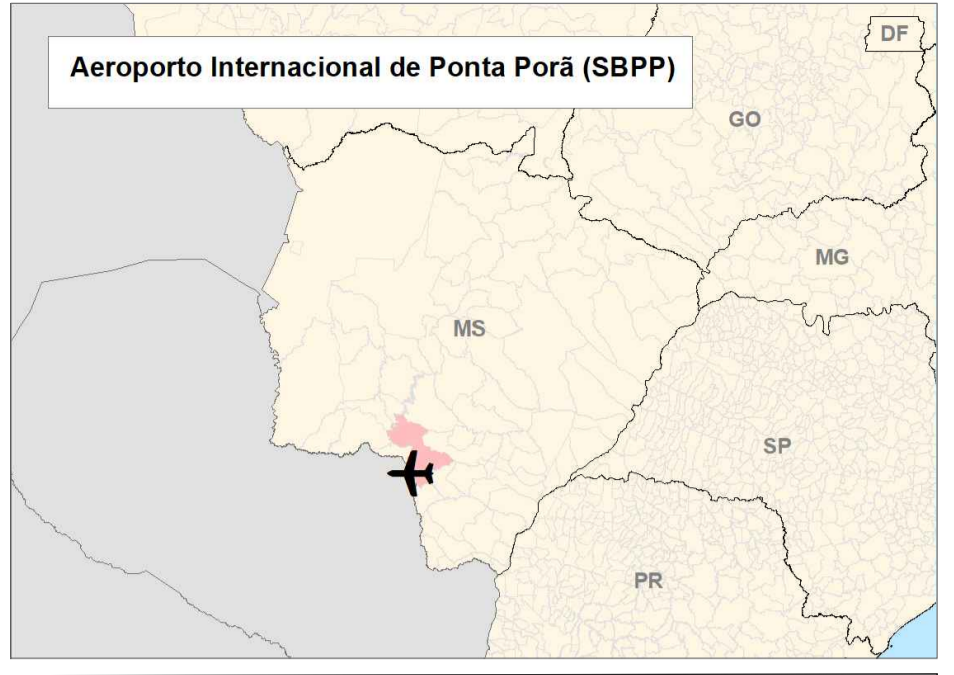 Aeroporto Internacional de Ponta Porã (SBPP)
DF
GO
MG
MS
SP
PR